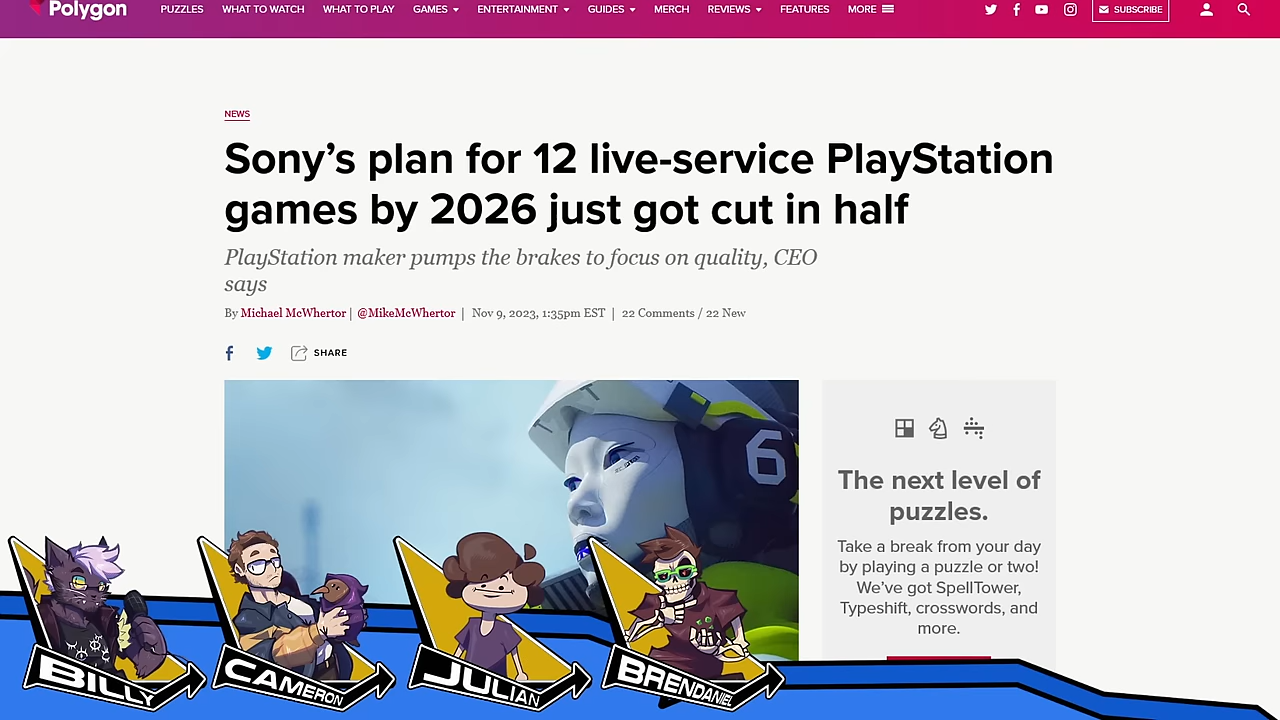 Polygon
PUZZLES WHAT TO WATCH WHAT TO PLAY GAMES ENTERTAINMENT GUIDES MERCH REVIEWS FEATURES MORE SUBSCRIBE
NEWS
Sony's plan for 12 live-service PlayStation
games by 2026 just got cut in half
PlayStation maker pumps the brakes to focus on quality, CEO
says
By Michael McWhertor | @MikeMcWhertor | Nov 9, 2023, 1:35pm EST | 22 Comments / 22 New
SHARE
6
The next level of
puzzles.
Take a break from your day
by playing a puzzle or two!
We've got SpellTower,
Typeshift, crosswords, and
more.
BILLY
CAMERON
JULIAN
BRENDANIEL